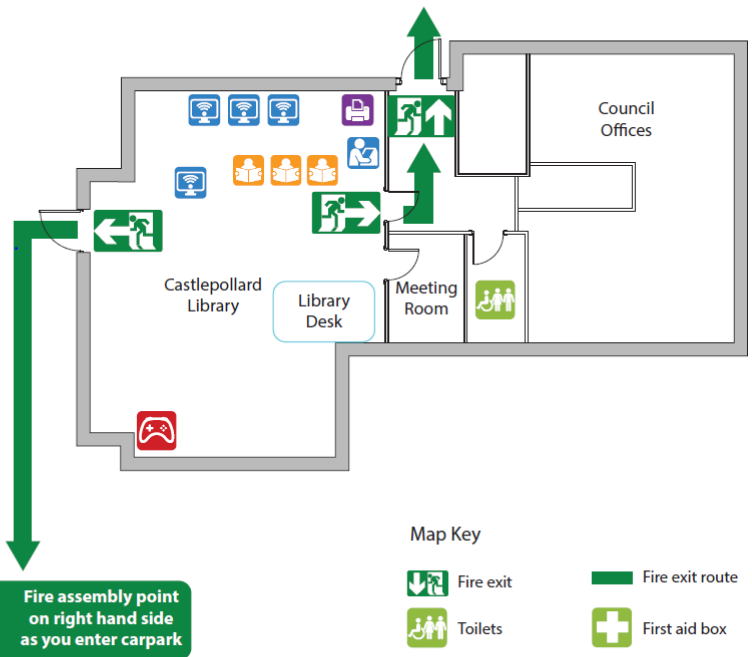 Council
Offices
Castlepollard
Library
Library
Desk
Meeting
Room
Map Key
Fire exit
Fire exit route
Toilets
First aid box
Fire assembly point
on right hand side
as you enter carpark